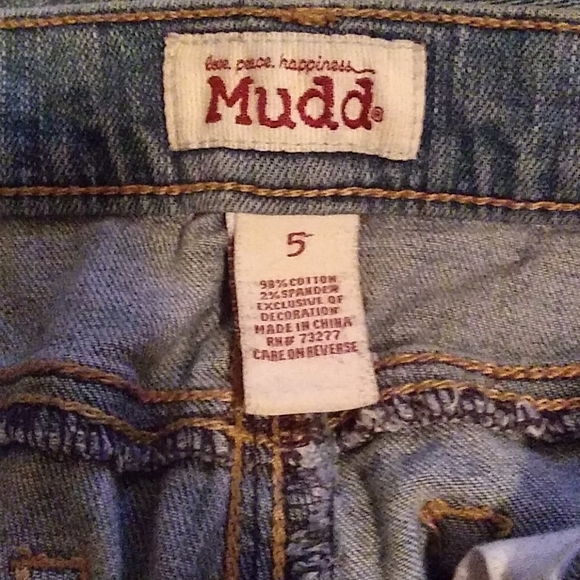 love. peace. happiness.
Mudd®
5
98% COTTON
2% SPANDEX
EXCLUSIVE OF
DECORATION
MADE IN CHINA
RN# 73277
CARE ON REVERSE